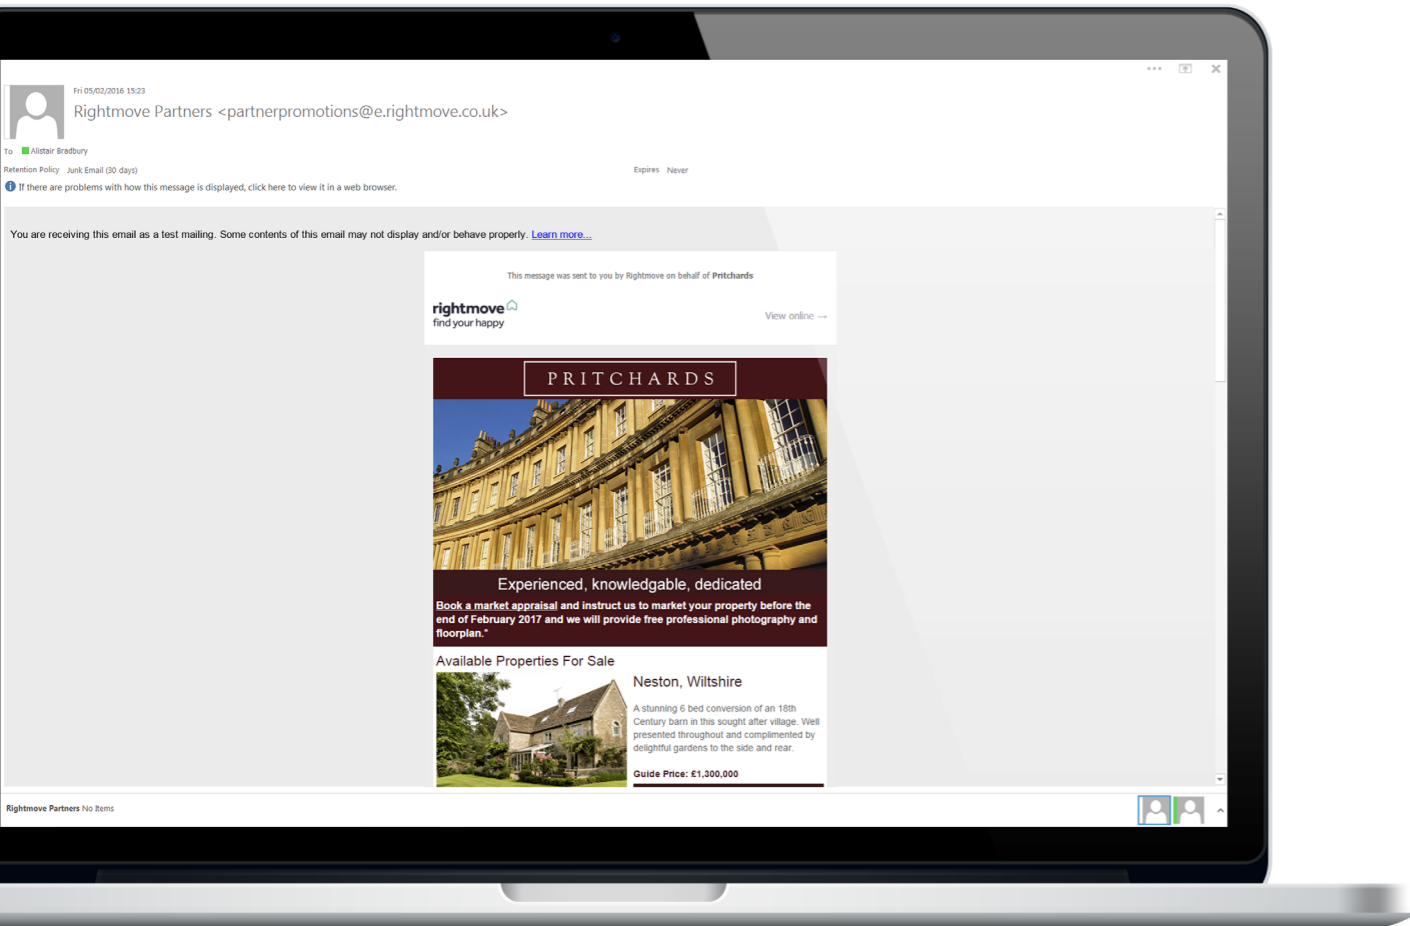 Fri 05/02/2016 15:23
Rightmove Partners <partnerpromotions@e.rightmove.co.uk>
To Alistair Bradbury
Retention Policy Junk Email (30 days) Expires Never
If there are problems with how this message is displayed, click here to view it in a web browser.
You are receiving this email as a test mailing. Some contents of this email may not display and/or behave properly. Learn more...
This message was sent to you by Rightmove on behalf of Pritchards
rightmove
find your happy
View online →
PRITCHARDS
Experienced, knowledgable, dedicated
Book a market appraisal and instruct us to market your property before the
end of February 2017 and we will provide free professional photography and
floorplan.*
Available Properties For Sale
Neston, Wiltshire
A stunning 6 bed conversion of an 18th
Century barn in this sought after village. Well
presented throughout and complimented by
delightful gardens to the side and rear.
Guide Price: £1,300,000
Rightmove Partners No Items